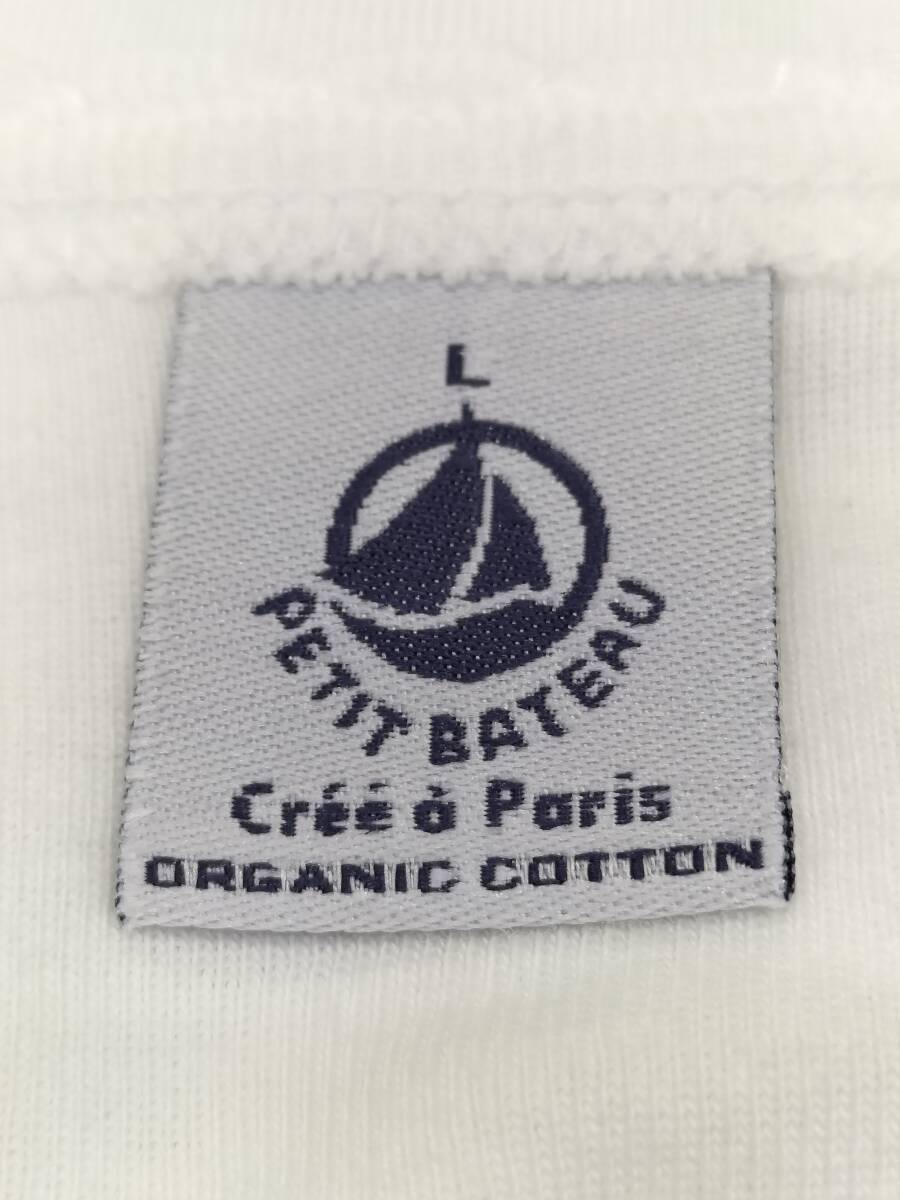 L
PETIT BATEAU
Créé à Paris
ORGANIC COTTON